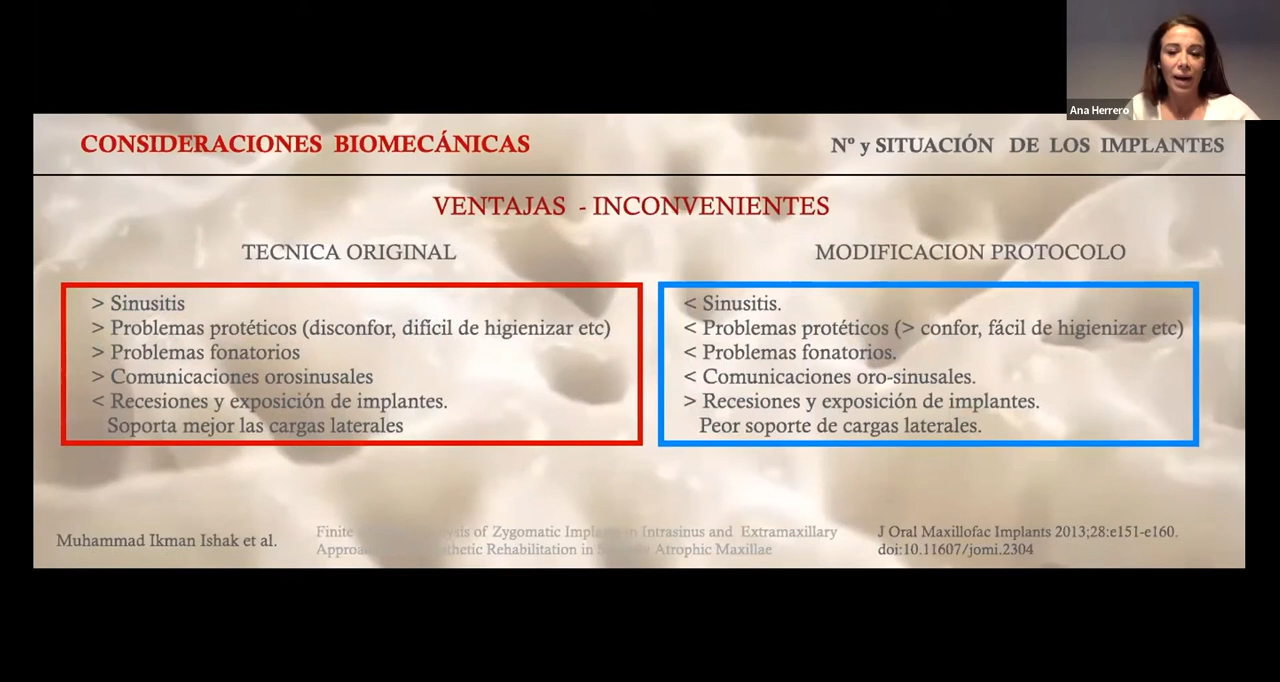 Ana Herrero
CONSIDERACIONES BIOMECÁNICAS
Nº y SITUACIÓN DE LOS IMPLANTES
VENTAJAS - INCONVENIENTES
TECNICA ORIGINAL
> Sinusitis
> Problemas protéticos (disconfor, difícil de higienizar etc)
> Problemas fonatorios
> Comunicaciones orosinusales
< Recesiones y exposición de implantes.
Soporta mejor las cargas laterales
MODIFICACION PROTOCOLO
< Sinusitis.
< Problemas protéticos (> confor, fácil de higienizar etc)
< Problemas fonatorios.
< Comunicaciones oro-sinusales.
> Recesiones y exposición de implantes.
Peor soporte de cargas laterales.
Muhammad Ikman Ishak et al.
Finite of Zygomatic in Intrasinus and Extramaxillary
Rehabilitation in Atrophic Maxillae
J Oral Maxillofac Implants 2013;28:e151-e160.
doi:10.11607/jomi.2304